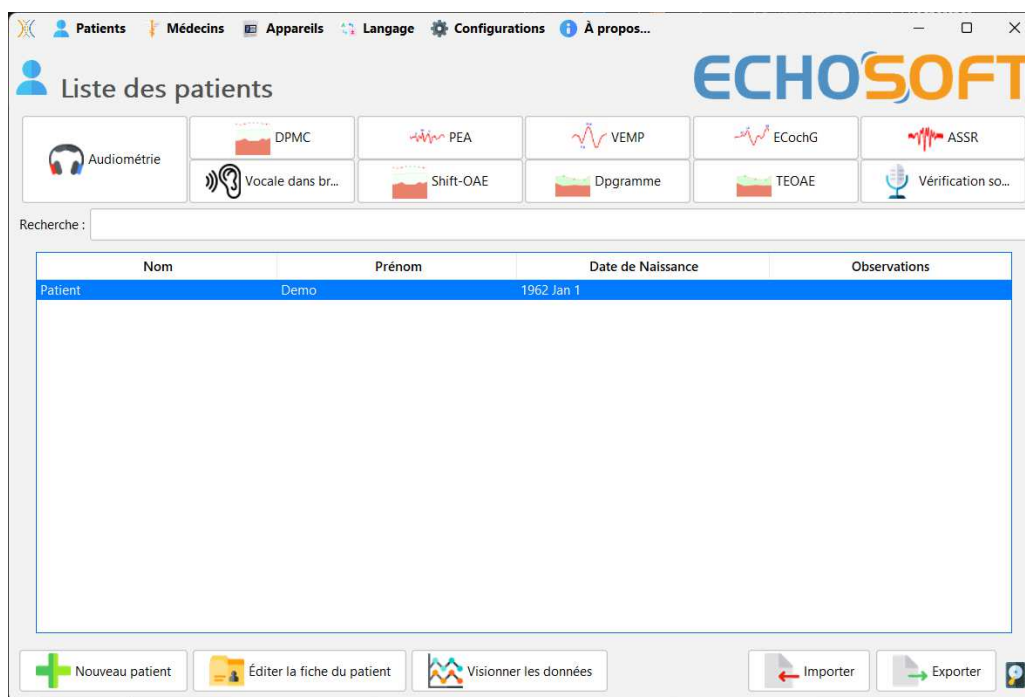 Patients Médecins Appareils Langage Configurations À propos...
Liste des patients
ECHO'SOFT
Audiométrie
DPMC PEA VEMP ECochG ASSR
Vocale dans br... Shift-OAE Dpgramme TEOAE Vérification so...
Recherche :
Nom Prénom Date de Naissance Observations
Patient Demo 1962 Jan 1
Nouveau patient Éditer la fiche du patient Visionner les données Importer Exporter